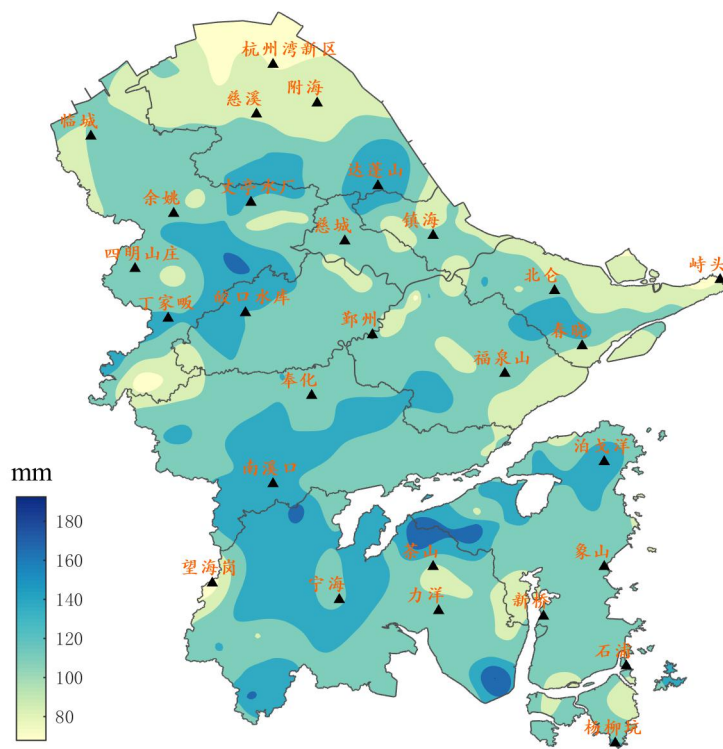 杭州湾新区
附海
慈溪
临城
达蓬山
余姚
大华水厂
慈城
镇海
四明山庄
峙头
北仑
丁家畈
皎口水库
鄞州
春晓
福泉山
奉化
泊戈洋
南溪口
mm
180
160
140
120
100
80
茶山
象山
望海岗
宁海
力洋
新桥
石浦
杨柳坑